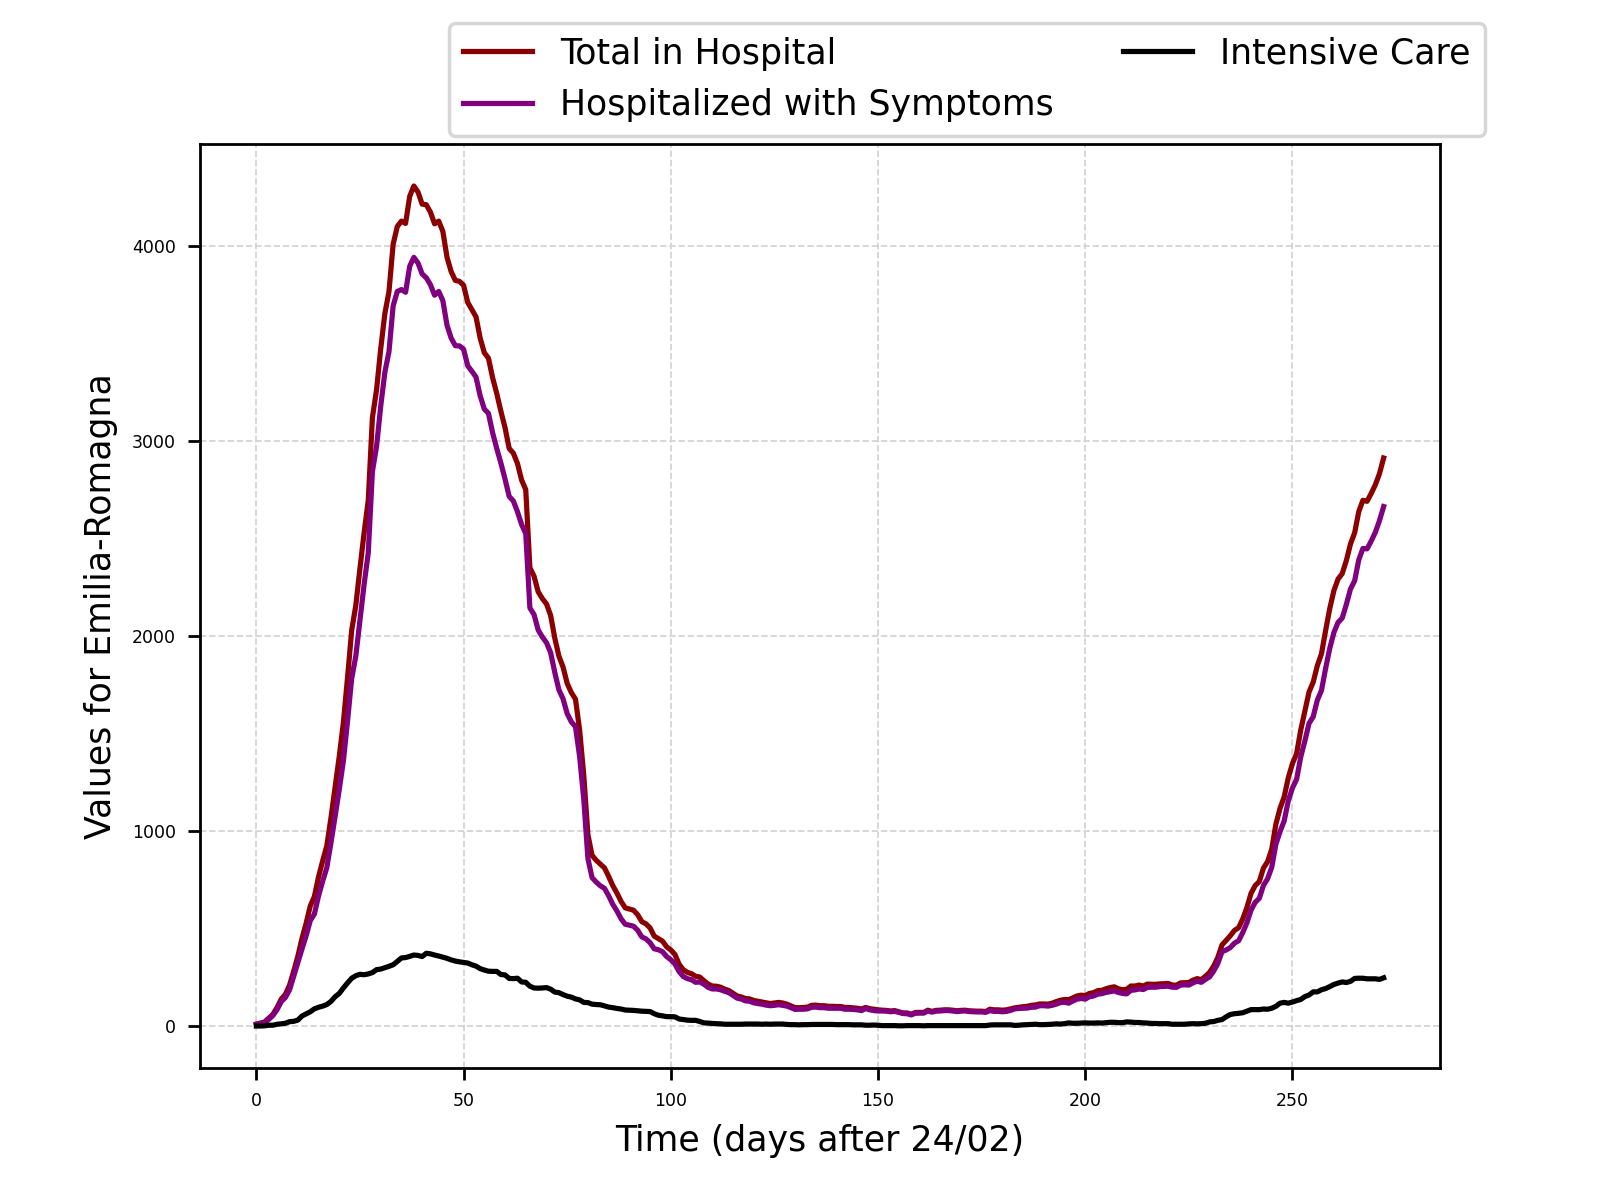 Total in Hospital
Hospitalized with Symptoms
Intensive Care
Values for Emilia-Romagna
4000
3000
2000
1000
0
0 50 100 150 200 250
Time (days after 24/02)